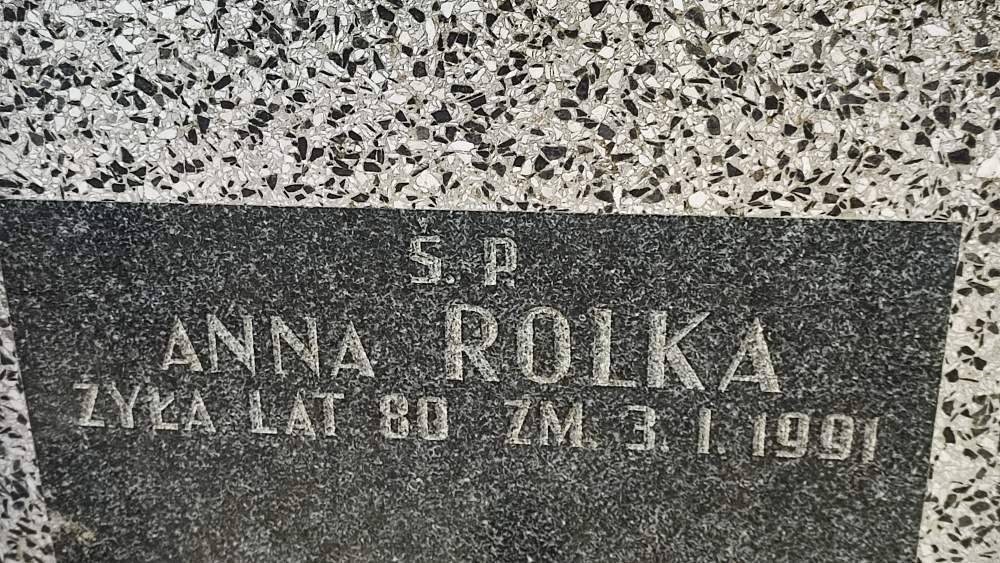 Ś. P.
ANNA ROLKA
ŻYŁA LAT 80 ZM. 3. I. 1991